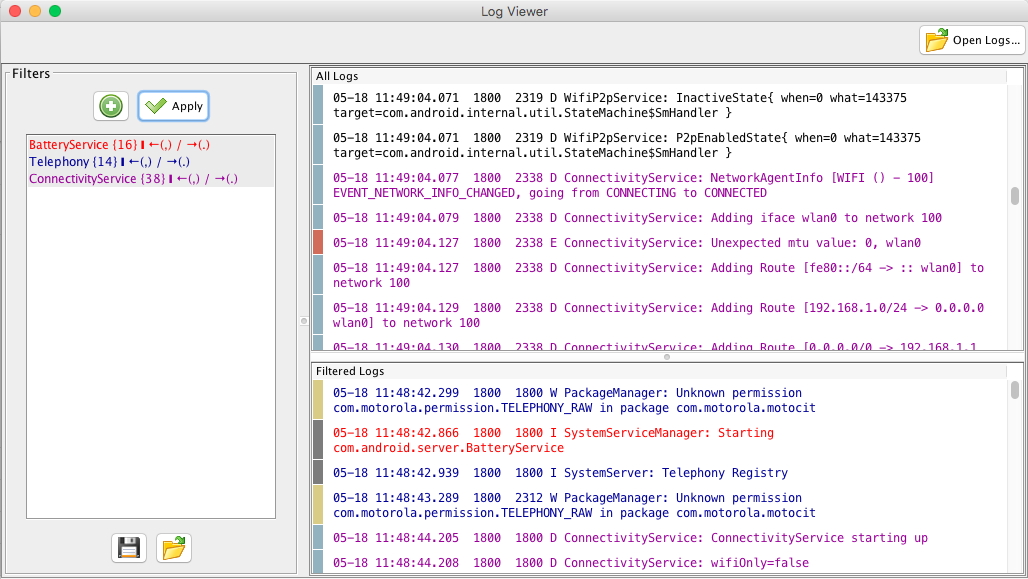 Log Viewer
Open Logs...
Filters
Apply
BatteryService {16} ←(,) / →(.)
Telephony {14} ←(,) / →(.)
ConnectivityService {38} ←(,) / →(.)
All Logs
05-18 11:49:04.071  1800  2319 D WifiP2pService: InactiveState{ when=0 what=143375
target=com.android.internal.util.StateMachine$SmHandler }
05-18 11:49:04.071  1800  2319 D WifiP2pService: P2pEnabledState{ when=0 what=143375
target=com.android.internal.util.StateMachine$SmHandler }
05-18 11:49:04.077  1800  2338 D ConnectivityService: NetworkAgentInfo [WIFI () - 100]
EVENT_NETWORK_INFO_CHANGED, going from CONNECTING to CONNECTED
05-18 11:49:04.079  1800  2338 D ConnectivityService: Adding iface wlan0 to network 100
05-18 11:49:04.127  1800  2338 E ConnectivityService: Unexpected mtu value: 0, wlan0
05-18 11:49:04.127  1800  2338 D ConnectivityService: Adding Route [fe80::/64 -> :: wlan0] to
network 100
05-18 11:49:04.129  1800  2338 D ConnectivityService: Adding Route [192.168.1.0/24 -> 0.0.0.0
wlan0] to network 100
05-18 11:49:04.130  1800  2338 D ConnectivityService: Adding Route [0.0.0.0/0 -> 192.168.1.1
Filtered Logs
05-18 11:48:42.299  1800  1800 W PackageManager: Unknown permission
com.motorola.permission.TELEPHONY_RAW in package com.motorola.motocit
05-18 11:48:42.866  1800  1800 I SystemServiceManager: Starting
com.android.server.BatteryService
05-18 11:48:42.939  1800  1800 I SystemServer: Telephony Registry
05-18 11:48:43.289  1800  2312 W PackageManager: Unknown permission
com.motorola.permission.TELEPHONY_RAW in package com.motorola.motocit
05-18 11:48:44.205  1800  1800 D ConnectivityService: ConnectivityService starting up
05-18 11:48:44.208  1800  1800 D ConnectivityService: wifiOnly=false